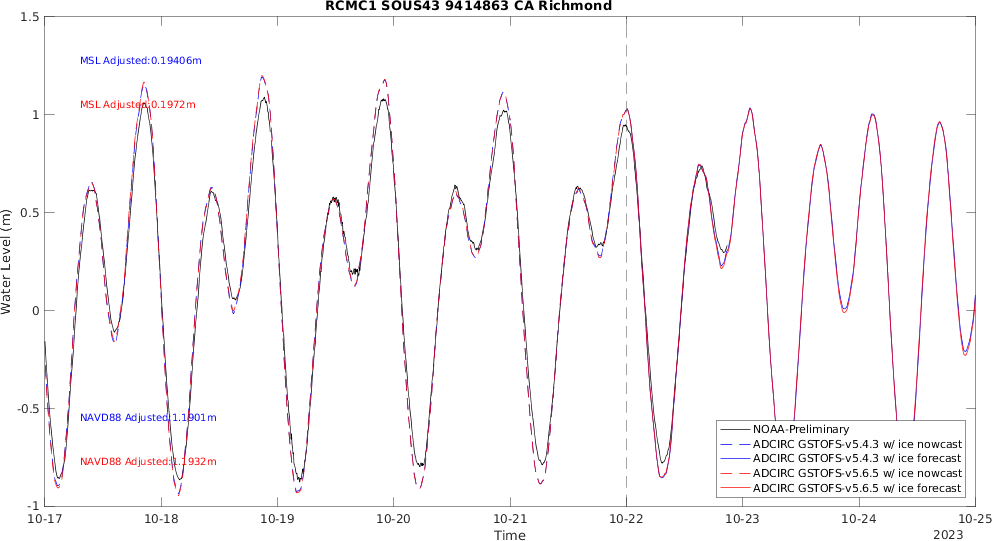 RCMC1 SOUS43 9414863 CA Richmond
1.5
MSL Adjusted:0.19406m
MSL Adjusted:0.1972m
1
0.5
Water Level (m)
0
-0.5
NAVD88 Adjusted:1.1901m
NAVD88 Adjusted:1.1932m
-1
NOAA-Preliminary
ADCIRC GSTOFS-v5.4.3 w/ ice nowcast
ADCIRC GSTOFS-v5.4.3 w/ ice forecast
ADCIRC GSTOFS-v5.6.5 w/ ice nowcast
ADCIRC GSTOFS-v5.6.5 w/ ice forecast
10-17 10-18 10-19 10-20 10-21 10-22 10-23 10-24 10-25
Time
2023